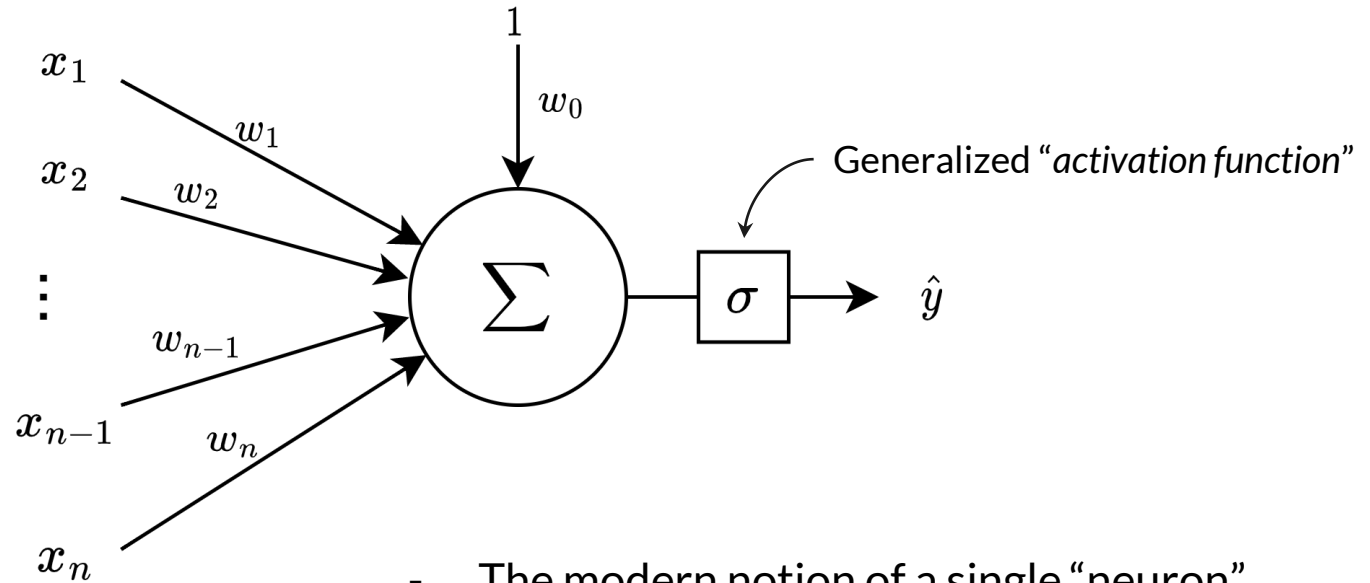 1
x₁
w₀
w₁
Generalized “activation function”
x₂
w₂
⋮
Σ
σ
ŷ
wₙ₋₁
xₙ₋₁
wₙ
xₙ
- The modern notion of a single “neuron”